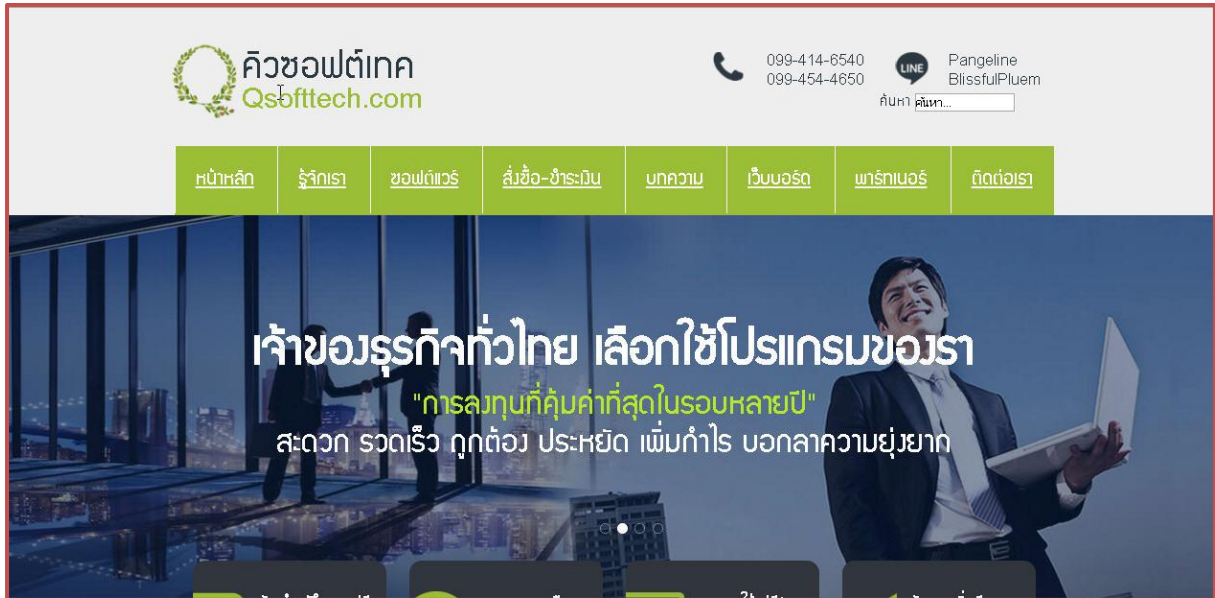 คิวซอฟต์เทค
Qsofttech.com
099-414-6540
099-454-4650
LINE
Pangeline
BlissfulPluem
ค้นหา ค้นหา...
หน้าหลัก รู้จักเรา ซอฟต์แวร์ สั่งซื้อ-ชำระเงิน บทความ เว็บบอร์ด พาร์ทเนอร์ ติดต่อเรา
เจ้าของธุรกิจทั่วไทย เลือกใช้โปรแกรมของเรา
"การลงทุนที่คุ้มค่าที่สุดในรอบหลายปี"
สะดวก รวดเร็ว ถูกต้อง ประหยัด เพิ่มกำไร บอกลาความยุ่งยาก